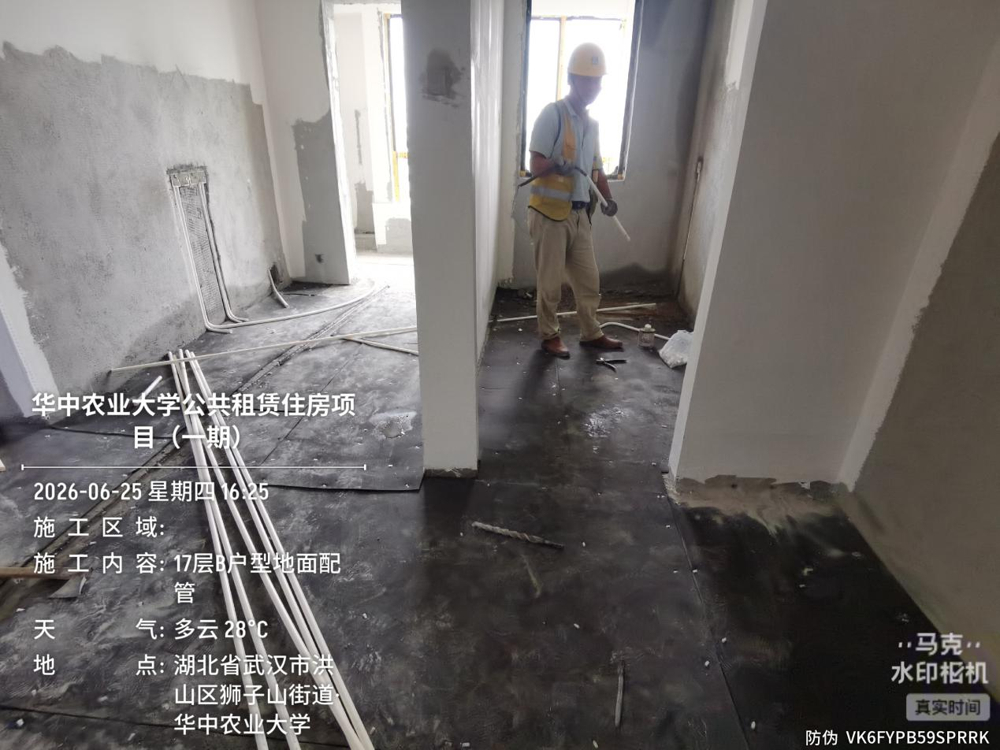 华中农业大学公共租赁住房项
目（一期）
2026-06-25 星期四 16:25
施工区域:
施工内容: 17层B户型地面配
管
天气: 多云 28°C
地点: 湖北省武汉市洪
山区狮子山街道·
华中农业大学
马克
水印相机
真实时间
防伪 VK6FYPB59SPRRK